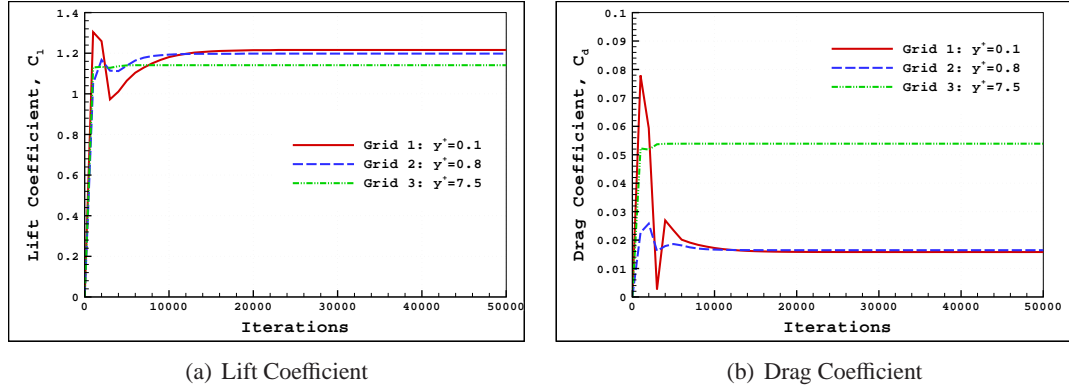 1.4
1.2
1
0.8
0.6
0.4
0.2
0
0
10000
20000
30000
40000
50000
Lift Coefficient, C_l
Iterations
Grid 1: y⁺=0.1
Grid 2: y⁺=0.8
Grid 3: y⁺=7.5
(a) Lift Coefficient
0.1
0.09
0.08
0.07
0.06
0.05
0.04
0.03
0.02
0.01
0
0
10000
20000
30000
40000
50000
Drag Coefficient, C_d
Iterations
Grid 1: y⁺=0.1
Grid 2: y⁺=0.8
Grid 3: y⁺=7.5
(b) Drag Coefficient